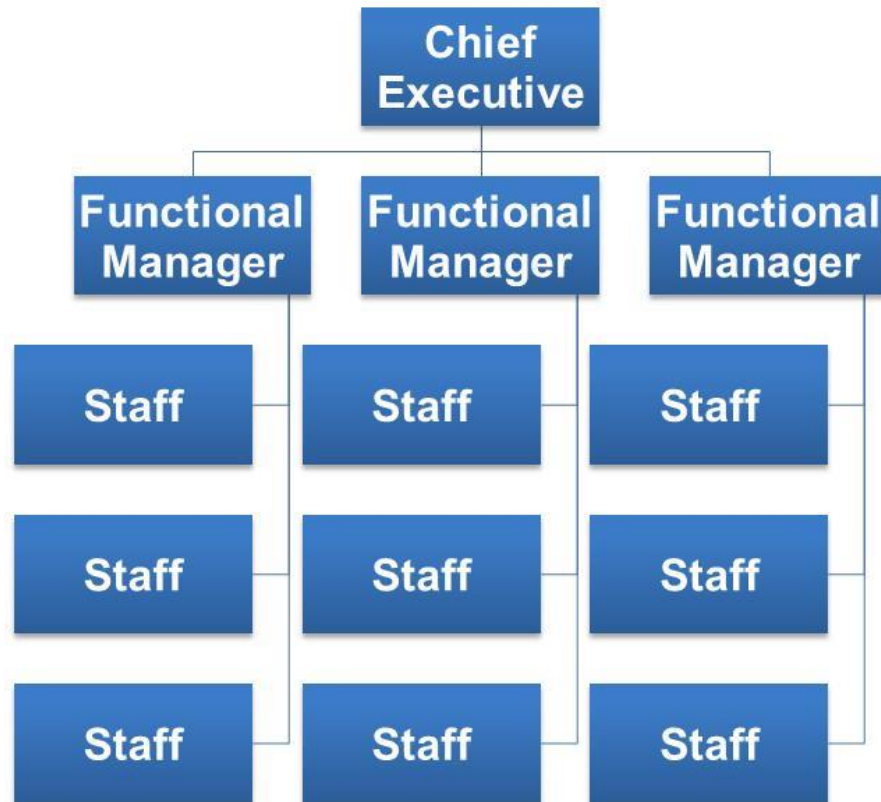 Chief
Executive
Functional
Manager
Functional
Manager
Functional
Manager
Staff
Staff
Staff
Staff
Staff
Staff
Staff
Staff
Staff